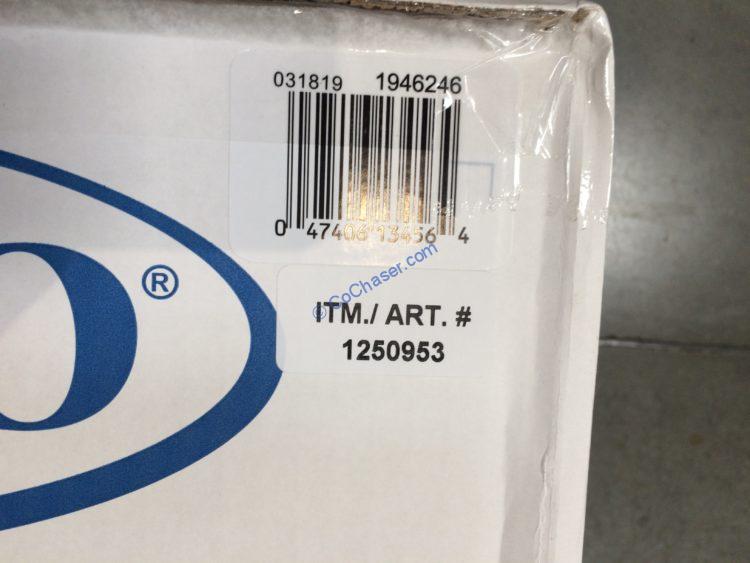 031819 1946246
0 47406 13456 4
© CoChaser.com
ITM./ ART. #
1250953
O®